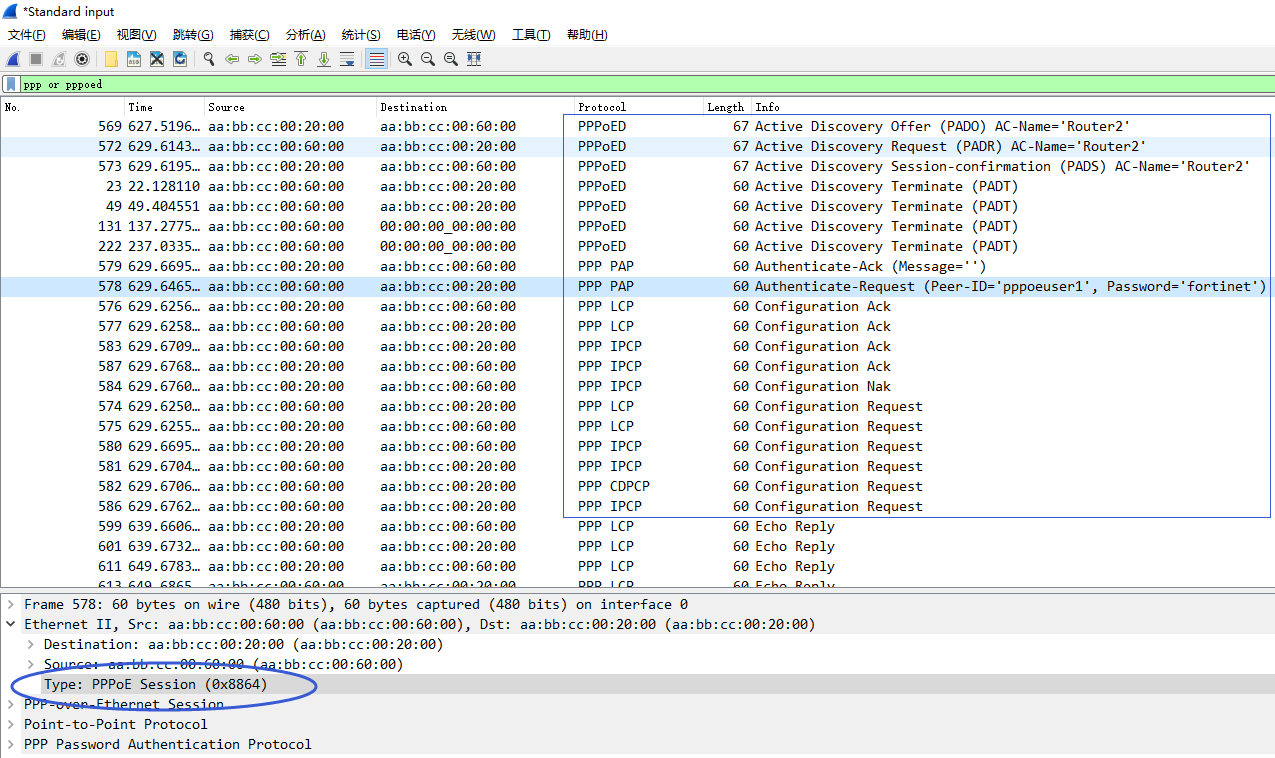 *Standard input
文件(F) 编辑(E) 视图(V) 跳转(G) 捕获(C) 分析(A) 统计(S) 电话(Y) 无线(W) 工具(T) 帮助(H)
ppp or pppoed
No. Time Source Destination Protocol Length Info
569 627.5196… aa:bb:cc:00:20:00 aa:bb:cc:00:60:00 PPPoED 67 Active Discovery Offer (PADO) AC-Name='Router2'
572 629.6143… aa:bb:cc:00:60:00 aa:bb:cc:00:20:00 PPPoED 67 Active Discovery Request (PADR) AC-Name='Router2'
573 629.6195… aa:bb:cc:00:20:00 aa:bb:cc:00:60:00 PPPoED 67 Active Discovery Session-confirmation (PADS) AC-Name='Router2'
23 22.128110 aa:bb:cc:00:60:00 aa:bb:cc:00:20:00 PPPoED 60 Active Discovery Terminate (PADT)
49 49.404551 aa:bb:cc:00:60:00 aa:bb:cc:00:20:00 PPPoED 60 Active Discovery Terminate (PADT)
131 137.2775… aa:bb:cc:00:60:00 00:00:00_00:00:00 PPPoED 60 Active Discovery Terminate (PADT)
222 237.0335… aa:bb:cc:00:60:00 00:00:00_00:00:00 PPPoED 60 Active Discovery Terminate (PADT)
579 629.6695… aa:bb:cc:00:20:00 aa:bb:cc:00:60:00 PPP PAP 60 Authenticate-Ack (Message='')
578 629.6465… aa:bb:cc:00:60:00 aa:bb:cc:00:20:00 PPP PAP 60 Authenticate-Request (Peer-ID='pppoeuser1', Password='fortinet')
576 629.6256… aa:bb:cc:00:60:00 aa:bb:cc:00:20:00 PPP LCP 60 Configuration Ack
577 629.6258… aa:bb:cc:00:20:00 aa:bb:cc:00:60:00 PPP LCP 60 Configuration Ack
583 629.6709… aa:bb:cc:00:60:00 aa:bb:cc:00:20:00 PPP IPCP 60 Configuration Ack
587 629.6768… aa:bb:cc:00:20:00 aa:bb:cc:00:60:00 PPP IPCP 60 Configuration Ack
584 629.6760… aa:bb:cc:00:20:00 aa:bb:cc:00:60:00 PPP IPCP 60 Configuration Nak
574 629.6250… aa:bb:cc:00:60:00 aa:bb:cc:00:20:00 PPP LCP 60 Configuration Request
575 629.6255… aa:bb:cc:00:20:00 aa:bb:cc:00:60:00 PPP LCP 60 Configuration Request
580 629.6695… aa:bb:cc:00:20:00 aa:bb:cc:00:60:00 PPP IPCP 60 Configuration Request
581 629.6704… aa:bb:cc:00:60:00 aa:bb:cc:00:20:00 PPP IPCP 60 Configuration Request
582 629.6706… aa:bb:cc:00:60:00 aa:bb:cc:00:20:00 PPP CDPCP 60 Configuration Request
586 629.6762… aa:bb:cc:00:60:00 aa:bb:cc:00:20:00 PPP IPCP 60 Configuration Request
599 639.6606… aa:bb:cc:00:20:00 aa:bb:cc:00:60:00 PPP LCP 60 Echo Reply
601 639.6732… aa:bb:cc:00:60:00 aa:bb:cc:00:20:00 PPP LCP 60 Echo Reply
611 649.6783… aa:bb:cc:00:20:00 aa:bb:cc:00:60:00 PPP LCP 60 Echo Reply
613 649.6865… aa:bb:cc:00:60:00 aa:bb:cc:00:20:00 PPP LCP 60 Echo Reply
Frame 578: 60 bytes on wire (480 bits), 60 bytes captured (480 bits) on interface 0
Ethernet II, Src: aa:bb:cc:00:60:00 (aa:bb:cc:00:60:00), Dst: aa:bb:cc:00:20:00 (aa:bb:cc:00:20:00)
Destination: aa:bb:cc:00:20:00 (aa:bb:cc:00:20:00)
Source: aa:bb:cc:00:60:00 (aa:bb:cc:00:60:00)
Type: PPPoE Session (0x8864)
PPP-over-Ethernet Session
Point-to-Point Protocol
PPP Password Authentication Protocol